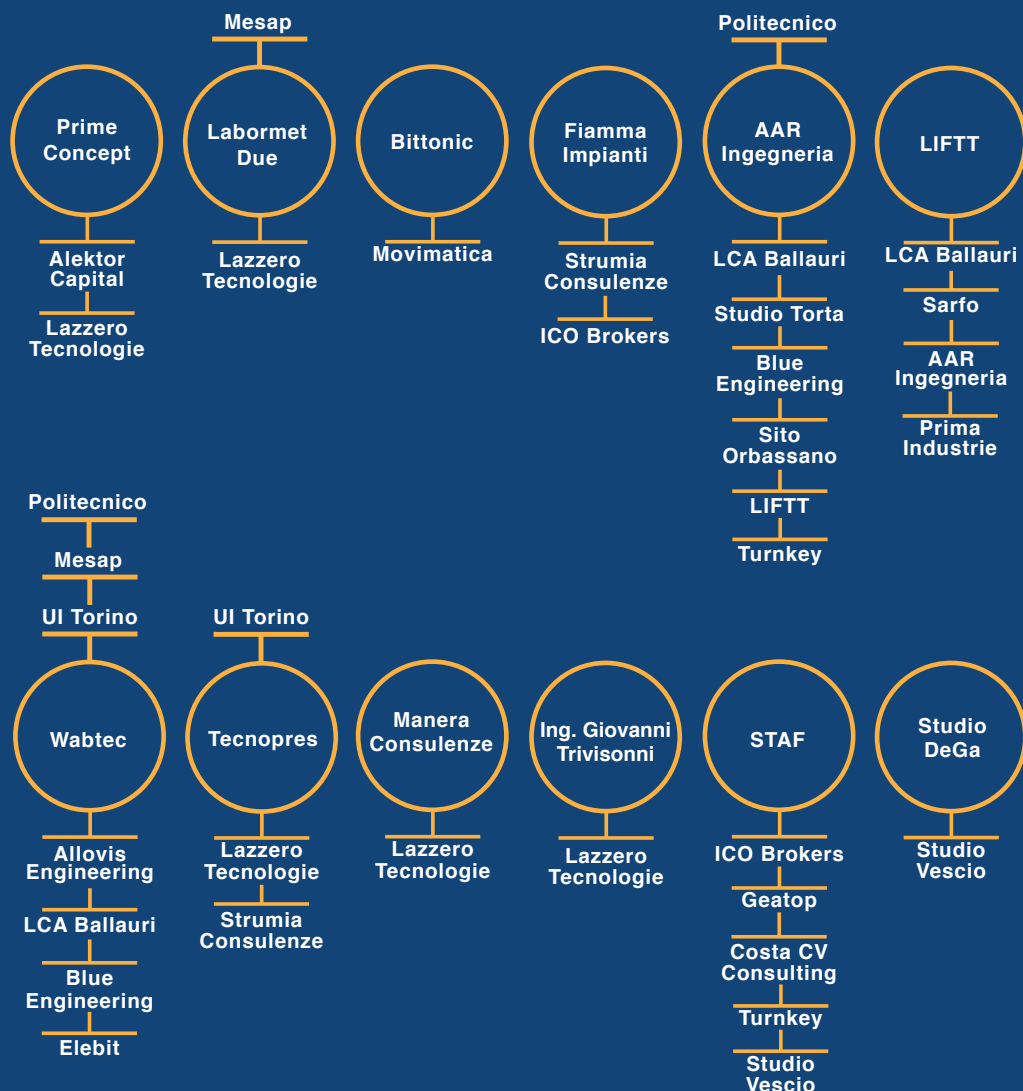 Mesap
Politecnico
Prime
Concept
Labormet
Due
Bittonic
Fiamma
Impianti
AAR
Ingegneria
LIFTT
Alektor
Capital
Lazzero
Tecnologie
Lazzero
Tecnologie
Movimatica
Strumia
Consulenze
ICO Brokers
LCA Ballauri
Studio Torta
Blue
Engineering
Sito
Orbassano
LIFTT
Turnkey
LCA Ballauri
Sarfo
AAR
Ingegneria
Prima
Industrie
Politecnico
Mesap
UI Torino
UI Torino
Wabtec
Tecnopres
Manera
Consulenze
Ing. Giovanni
Trivisonni
STAF
Studio
DeGa
Allovis
Engineering
LCA Ballauri
Blue
Engineering
Elebit
Lazzero
Tecnologie
Strumia
Consulenze
Lazzero
Tecnologie
Lazzero
Tecnologie
ICO Brokers
Geatop
Costa CV
Consulting
Turnkey
Studio
Vescio
Studio
Vescio